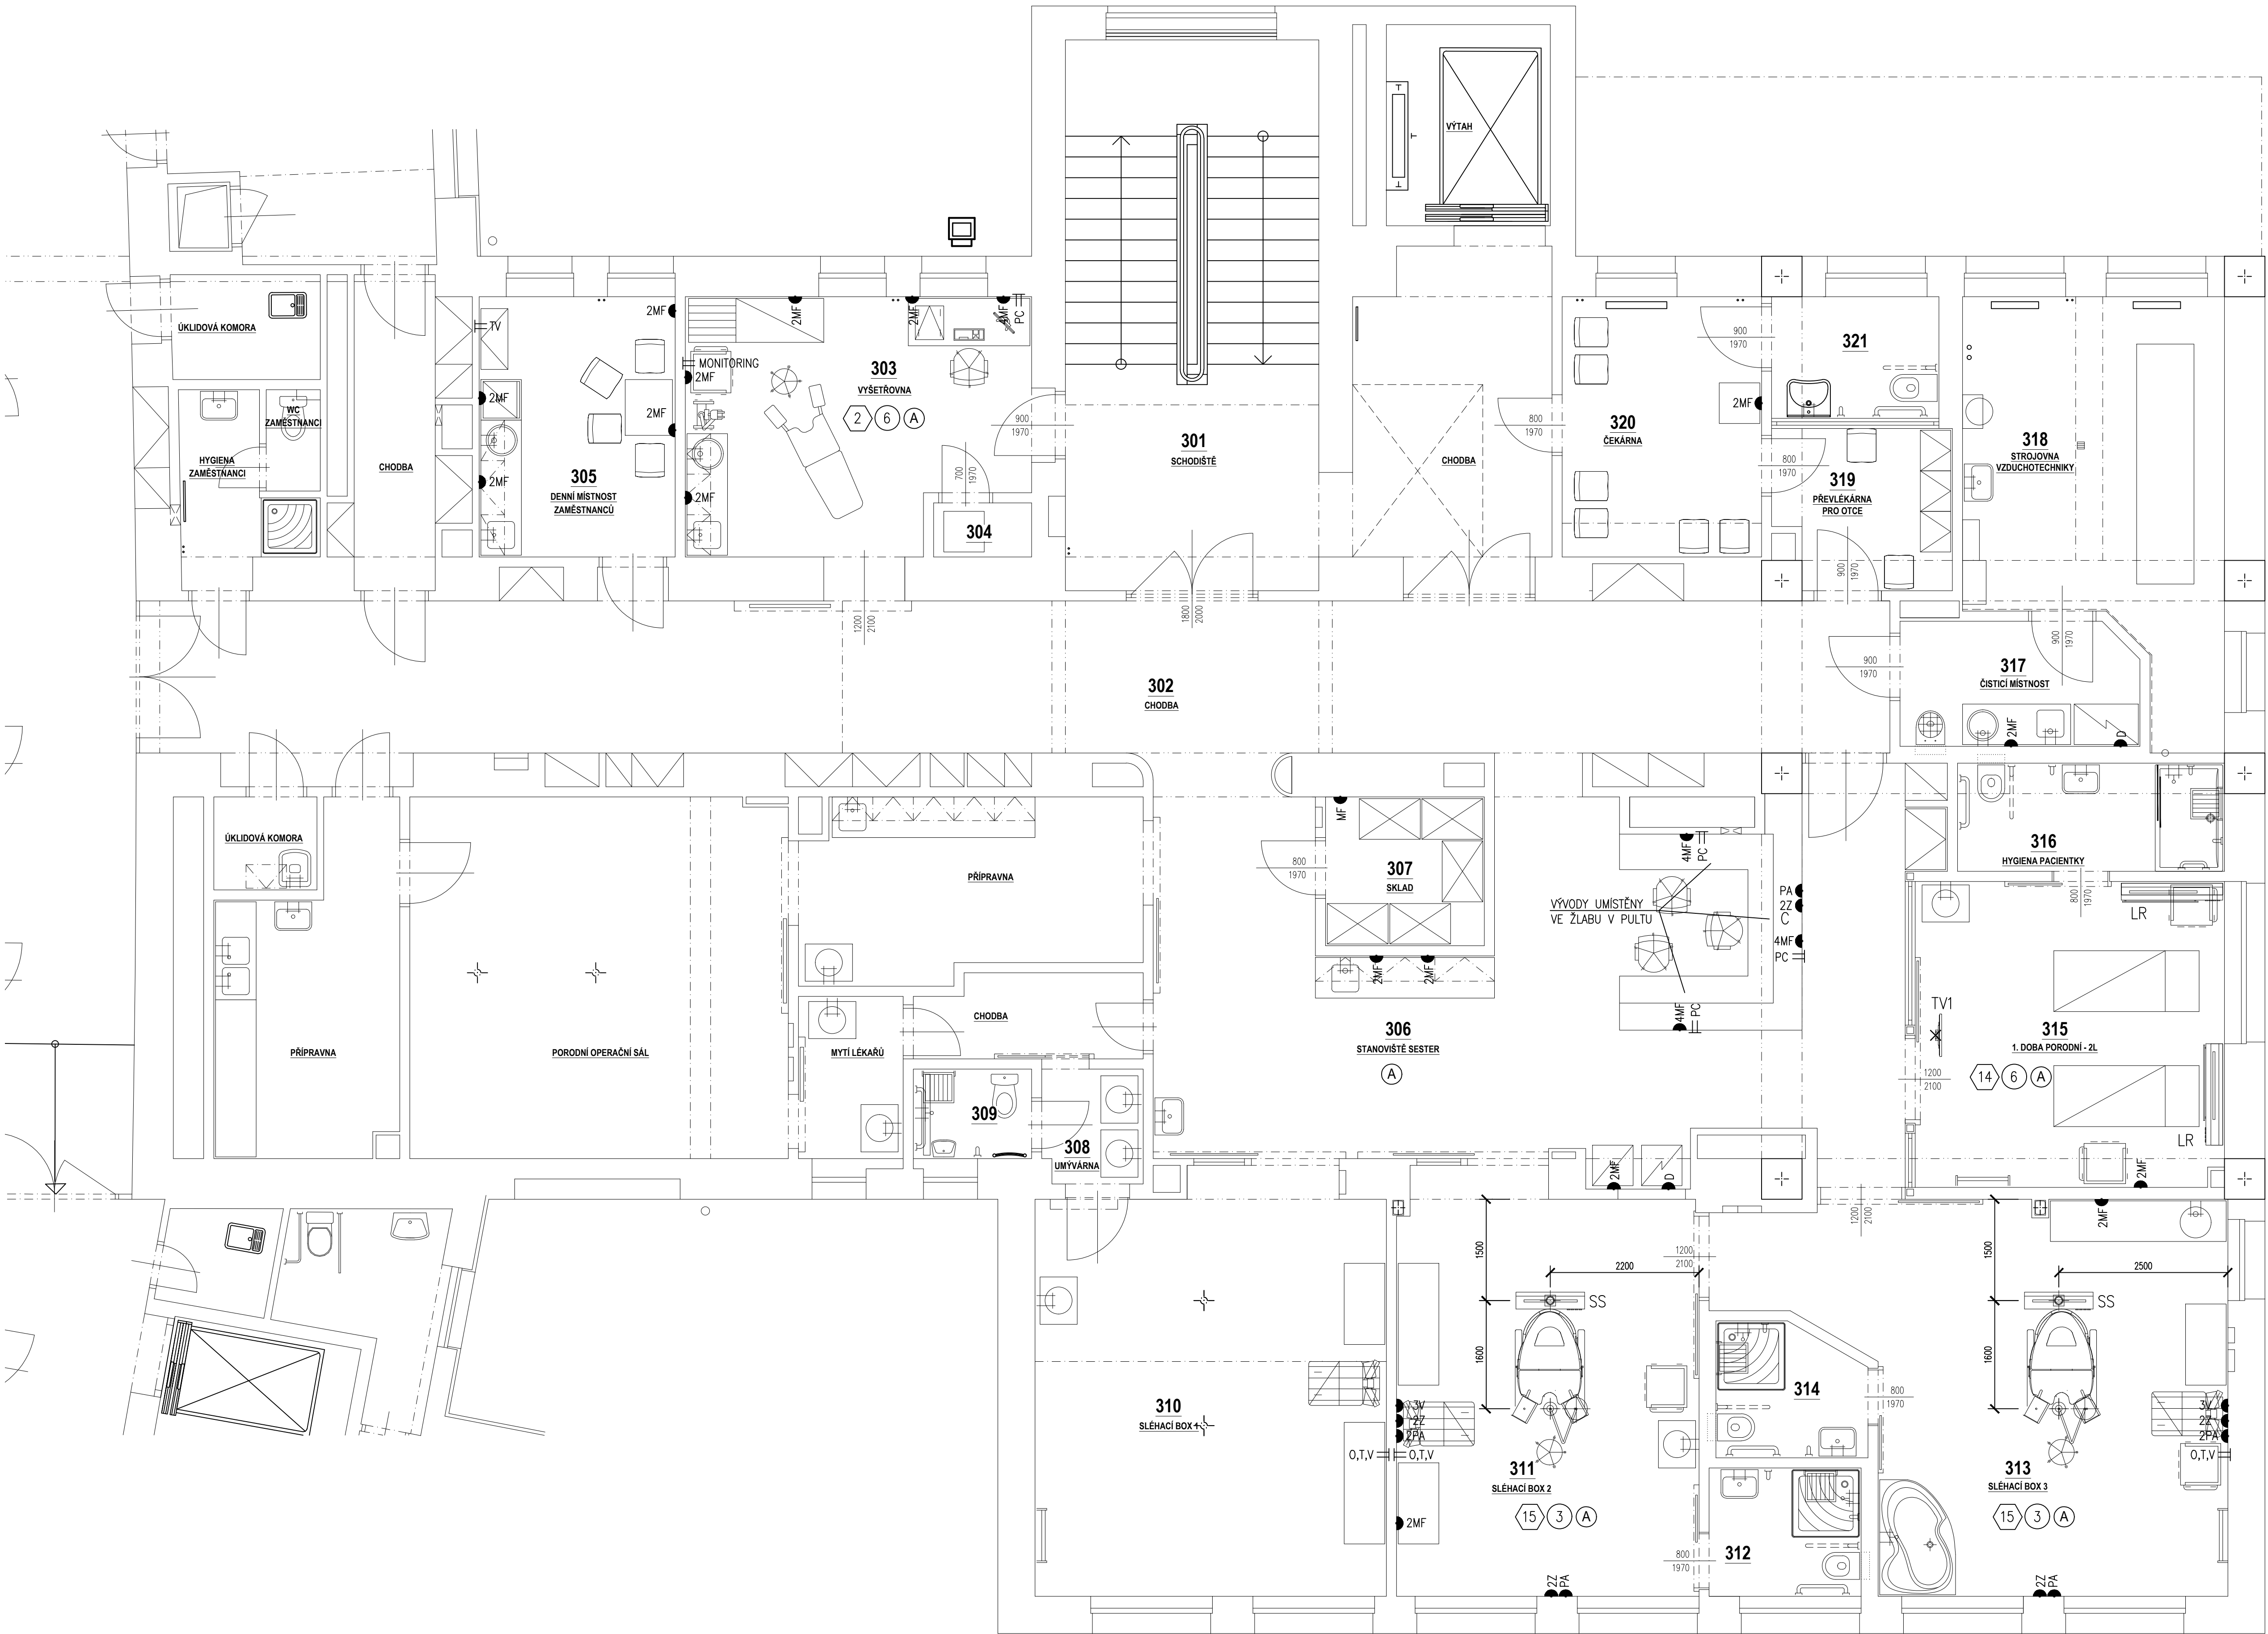 VÝTAH
ÚKLIDOVÁ KOMORA
WC
ZAMĚSTNANCI
HYGIENA
ZAMĚSTNANCI
CHODBA
TV
2MF
2MF
2MF
2MF
305
DENNÍ MÍSTNOST
ZAMĚSTNANCŮ
MONITORING
2MF
2MF
2MF
2MF
2MF
PC
303
VYŠETŘOVNA
2
6
A
900
1970
700
1970
304
301
SCHODIŠTĚ
CHODBA
800
1970
320
ČEKÁRNA
2MF
900
1970
321
800
1970
319
PŘEVLÉKÁRNA
PRO OTCE
900
1970
318
STROJOVNA
VZDUCHOTECHNIKY
1200
2100
1800
2000
302
CHODBA
900
1970
900
1970
317
ČISTICÍ MÍSTNOST
2MF
D
ÚKLIDOVÁ KOMORA
PŘÍPRAVNA
PORODNÍ OPERAČNÍ SÁL
PŘÍPRAVNA
CHODBA
MYTÍ LÉKAŘŮ
309
308
UMÝVÁRNA
MF
800
1970
307
SKLAD
2MF
2MF
306
STANOVIŠTĚ SESTER
A
VÝVODY UMÍSTĚNY
VE ŽLABU V PULTU
4MF
PC
PA
2Z
C
4MF
PC
4MF
PC
316
HYGIENA PACIENTKY
800
1970
LR
TV1
315
1. DOBA PORODNÍ - 2L
14
6
A
1200
2100
LR
2MF
2MF
D
1200
2100
2MF
310
SLÉHACÍ BOX 1
O,T,V
1500
1600
2200
1200
2100
SS
3V
2Z
2PA
O,T,V
311
SLÉHACÍ BOX 2
15
3
A
2MF
2Z
PA
800
1970
314
800
1970
312
1500
1600
2500
SS
3V
2Z
2PA
O,T,V
313
SLÉHACÍ BOX 3
15
3
A
2Z
PA